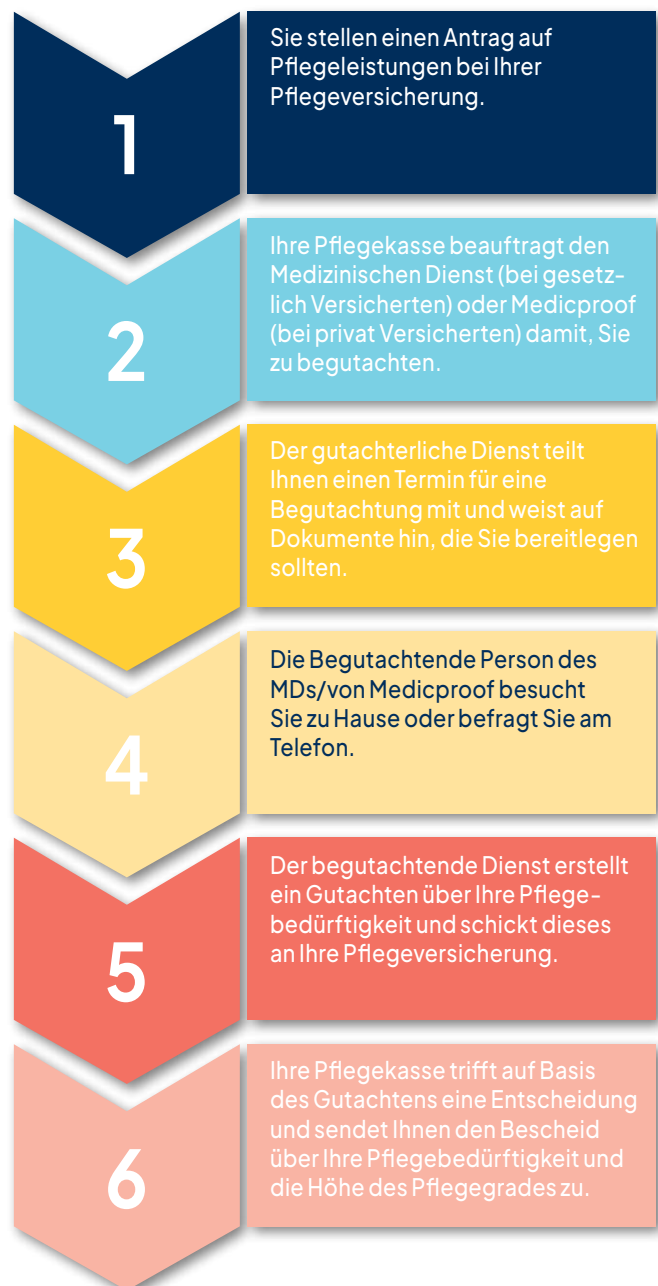 1
Sie stellen einen Antrag auf
Pflegeleistungen bei Ihrer
Pflegeversicherung.
2
Ihre Pflegekasse beauftragt den
Medizinischen Dienst (bei gesetz-
lich Versicherten) oder Medicproof
(bei privat Versicherten) damit, Sie
zu begutachten.
3
Der gutachterliche Dienst teilt
Ihnen einen Termin für eine
Begutachtung mit und weist auf
Dokumente hin, die Sie bereitlegen
sollten.
4
Die Begutachtende Person des
MDs/von Medicproof besucht
Sie zu Hause oder befragt Sie am
Telefon.
5
Der begutachtende Dienst erstellt
ein Gutachten über Ihre Pflege-
bedürftigkeit und schickt dieses
an Ihre Pflegeversicherung.
6
Ihre Pflegekasse trifft auf Basis
des Gutachtens eine Entscheidung
und sendet Ihnen den Bescheid
über Ihre Pflegebedürftigkeit und
die Höhe des Pflegegrades zu.